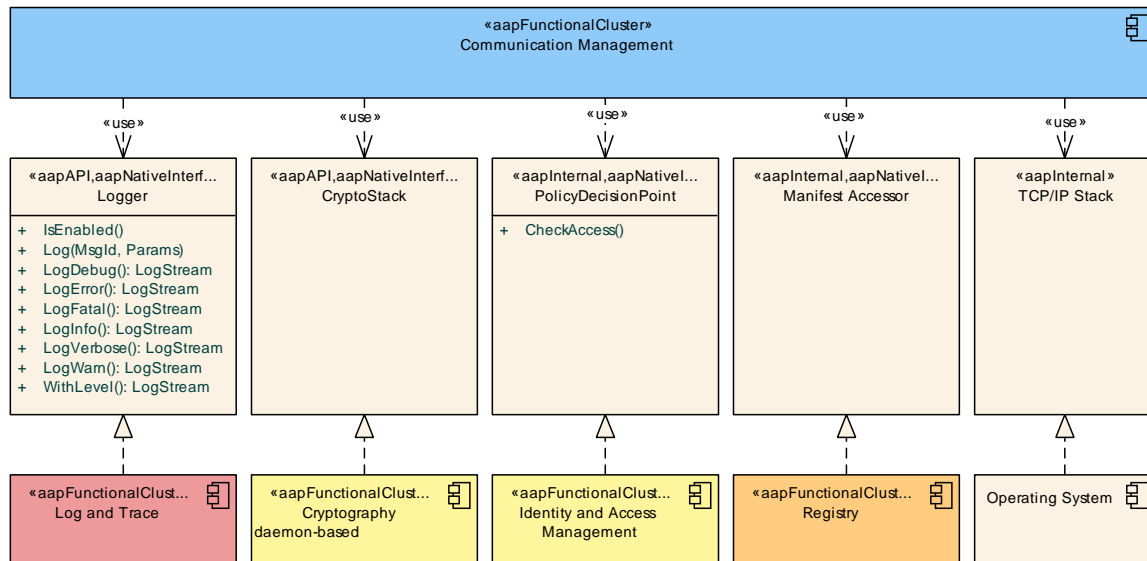 «aapFunctionalCluster»
Communication Management
«use»
«use»
«use»
«use»
«use»
«aapAPI,aapNativeInterf...
Logger
+ IsEnabled()
+ Log(MsgId, Params)
+ LogDebug(): LogStream
+ LogError(): LogStream
+ LogFatal(): LogStream
+ LogInfo(): LogStream
+ LogVerbose(): LogStream
+ LogWarn(): LogStream
+ WithLevel(): LogStream
«aapAPI,aapNativeInterf...
CryptoStack
«aapInternal,aapNativeI...
PolicyDecisionPoint
+ CheckAccess()
«aapInternal,aapNativeI...
Manifest Accessor
«aapInternal»
TCP/IP Stack
«aapFunctionalClust...
Log and Trace
«aapFunctionalClust...
Cryptography
daemon-based
«aapFunctionalClust...
Identity and Access
Management
«aapFunctionalClust...
Registry
Operating System